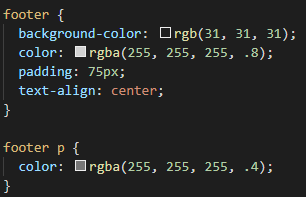 footer {
  background-color: rgb(31, 31, 31);
  color: rgba(255, 255, 255, .8);
  padding: 75px;
  text-align: center;
}

footer p {
  color: rgba(255, 255, 255, .4);
}